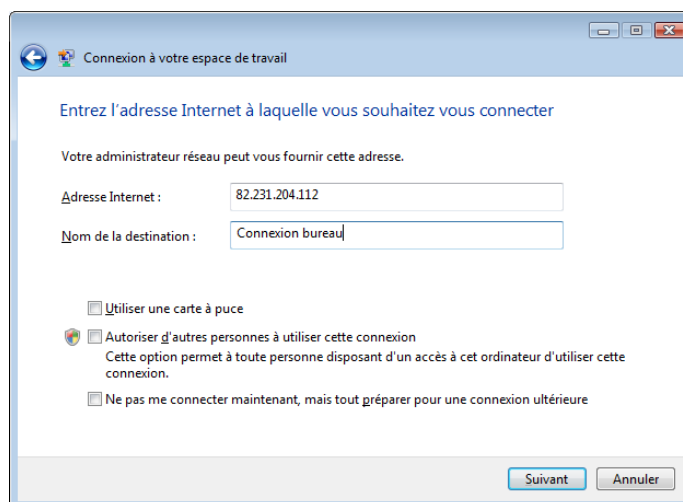 Connexion à votre espace de travail
Entrez l'adresse Internet à laquelle vous souhaitez vous connecter
Votre administrateur réseau peut vous fournir cette adresse.
Adresse Internet : 82.231.204.112
Nom de la destination : Connexion bureau
Utiliser une carte à puce
Autoriser d'autres personnes à utiliser cette connexion
Cette option permet à toute personne disposant d'un accès à cet ordinateur d'utiliser cette
connexion.
Ne pas me connecter maintenant, mais tout préparer pour une connexion ultérieure
Suivant Annuler